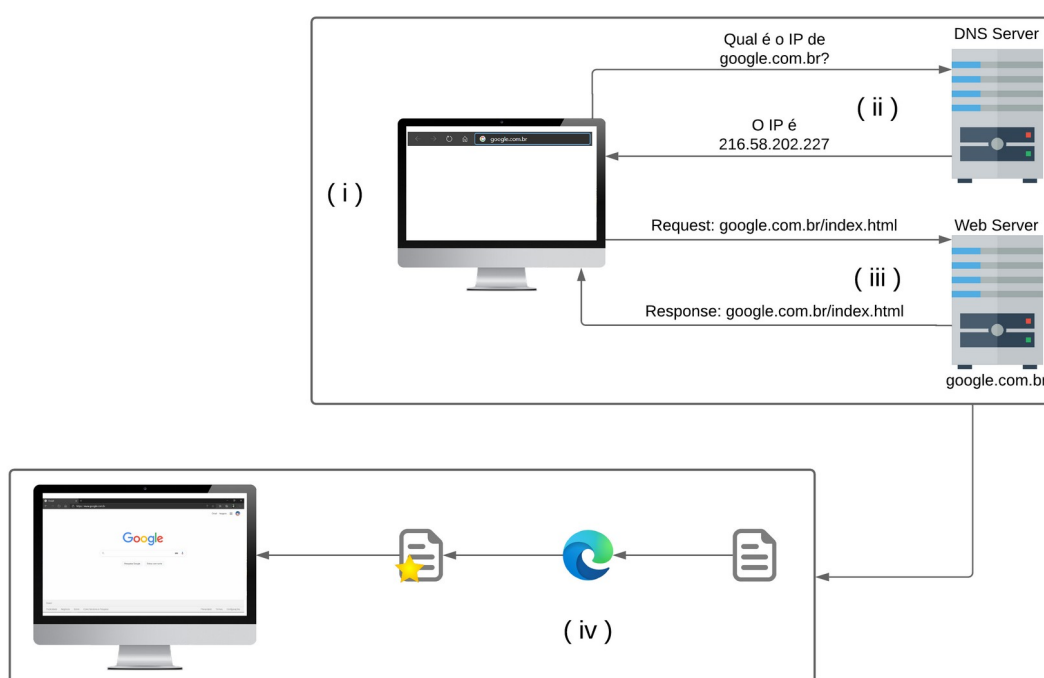 DNS Server
Qual é o IP de
google.com.br?
( ii )
O IP é
216.58.202.227
google.com.br
( i )
Request: google.com.br/index.html
Web Server
( iii )
Response: google.com.br/index.html
google.com.br
Google
( iv )